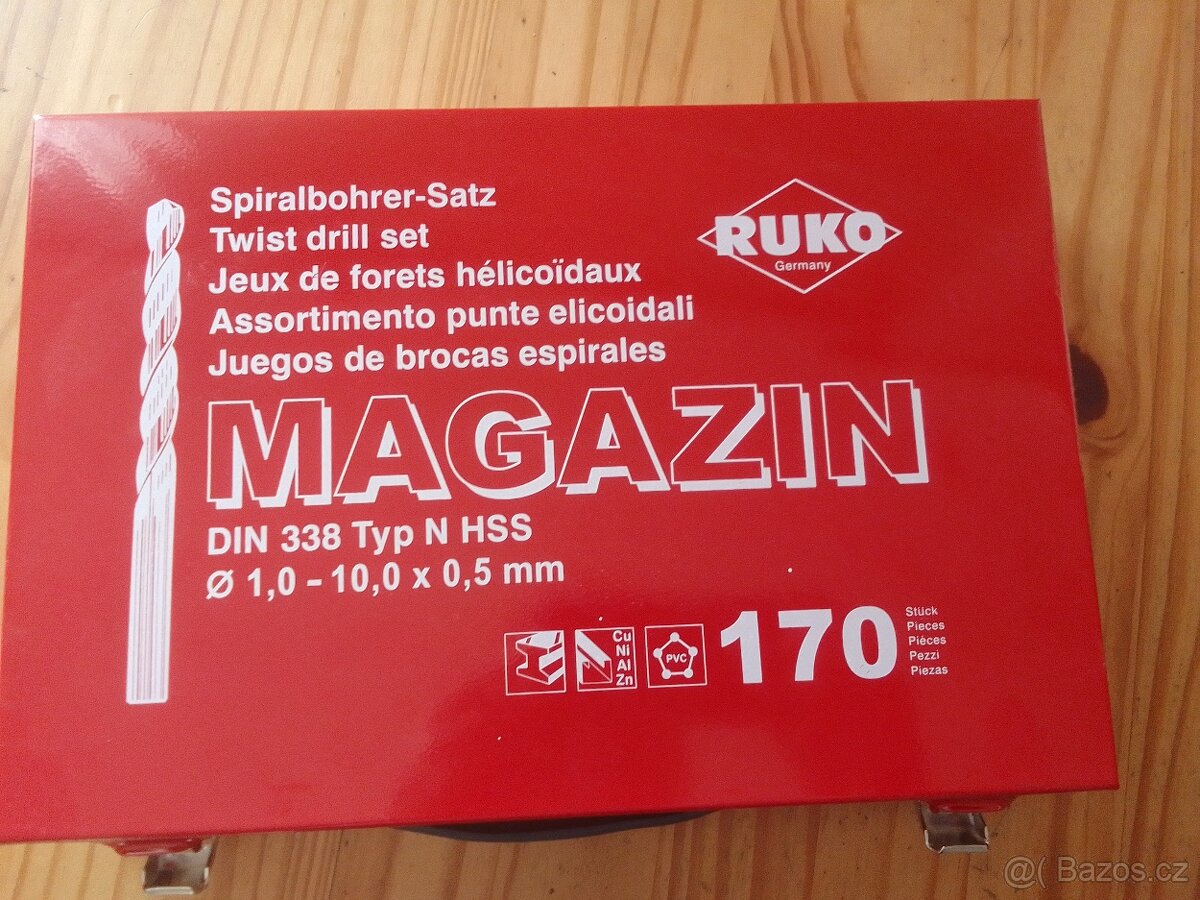 Spiralbohrer-Satz
Twist drill set
Jeux de forets hélicoïdaux
Assortimento punte elicoidali
Juegos de brocas espirales
RUKO
Germany
MAGAZIN
DIN 338 Typ N HSS
Ø 1,0 - 10,0 x 0,5 mm
Cu
Ni
Al
Zn
PVC
170
Stück
Pieces
Pièces
Pezzi
Piezas
@( Bazos.cz